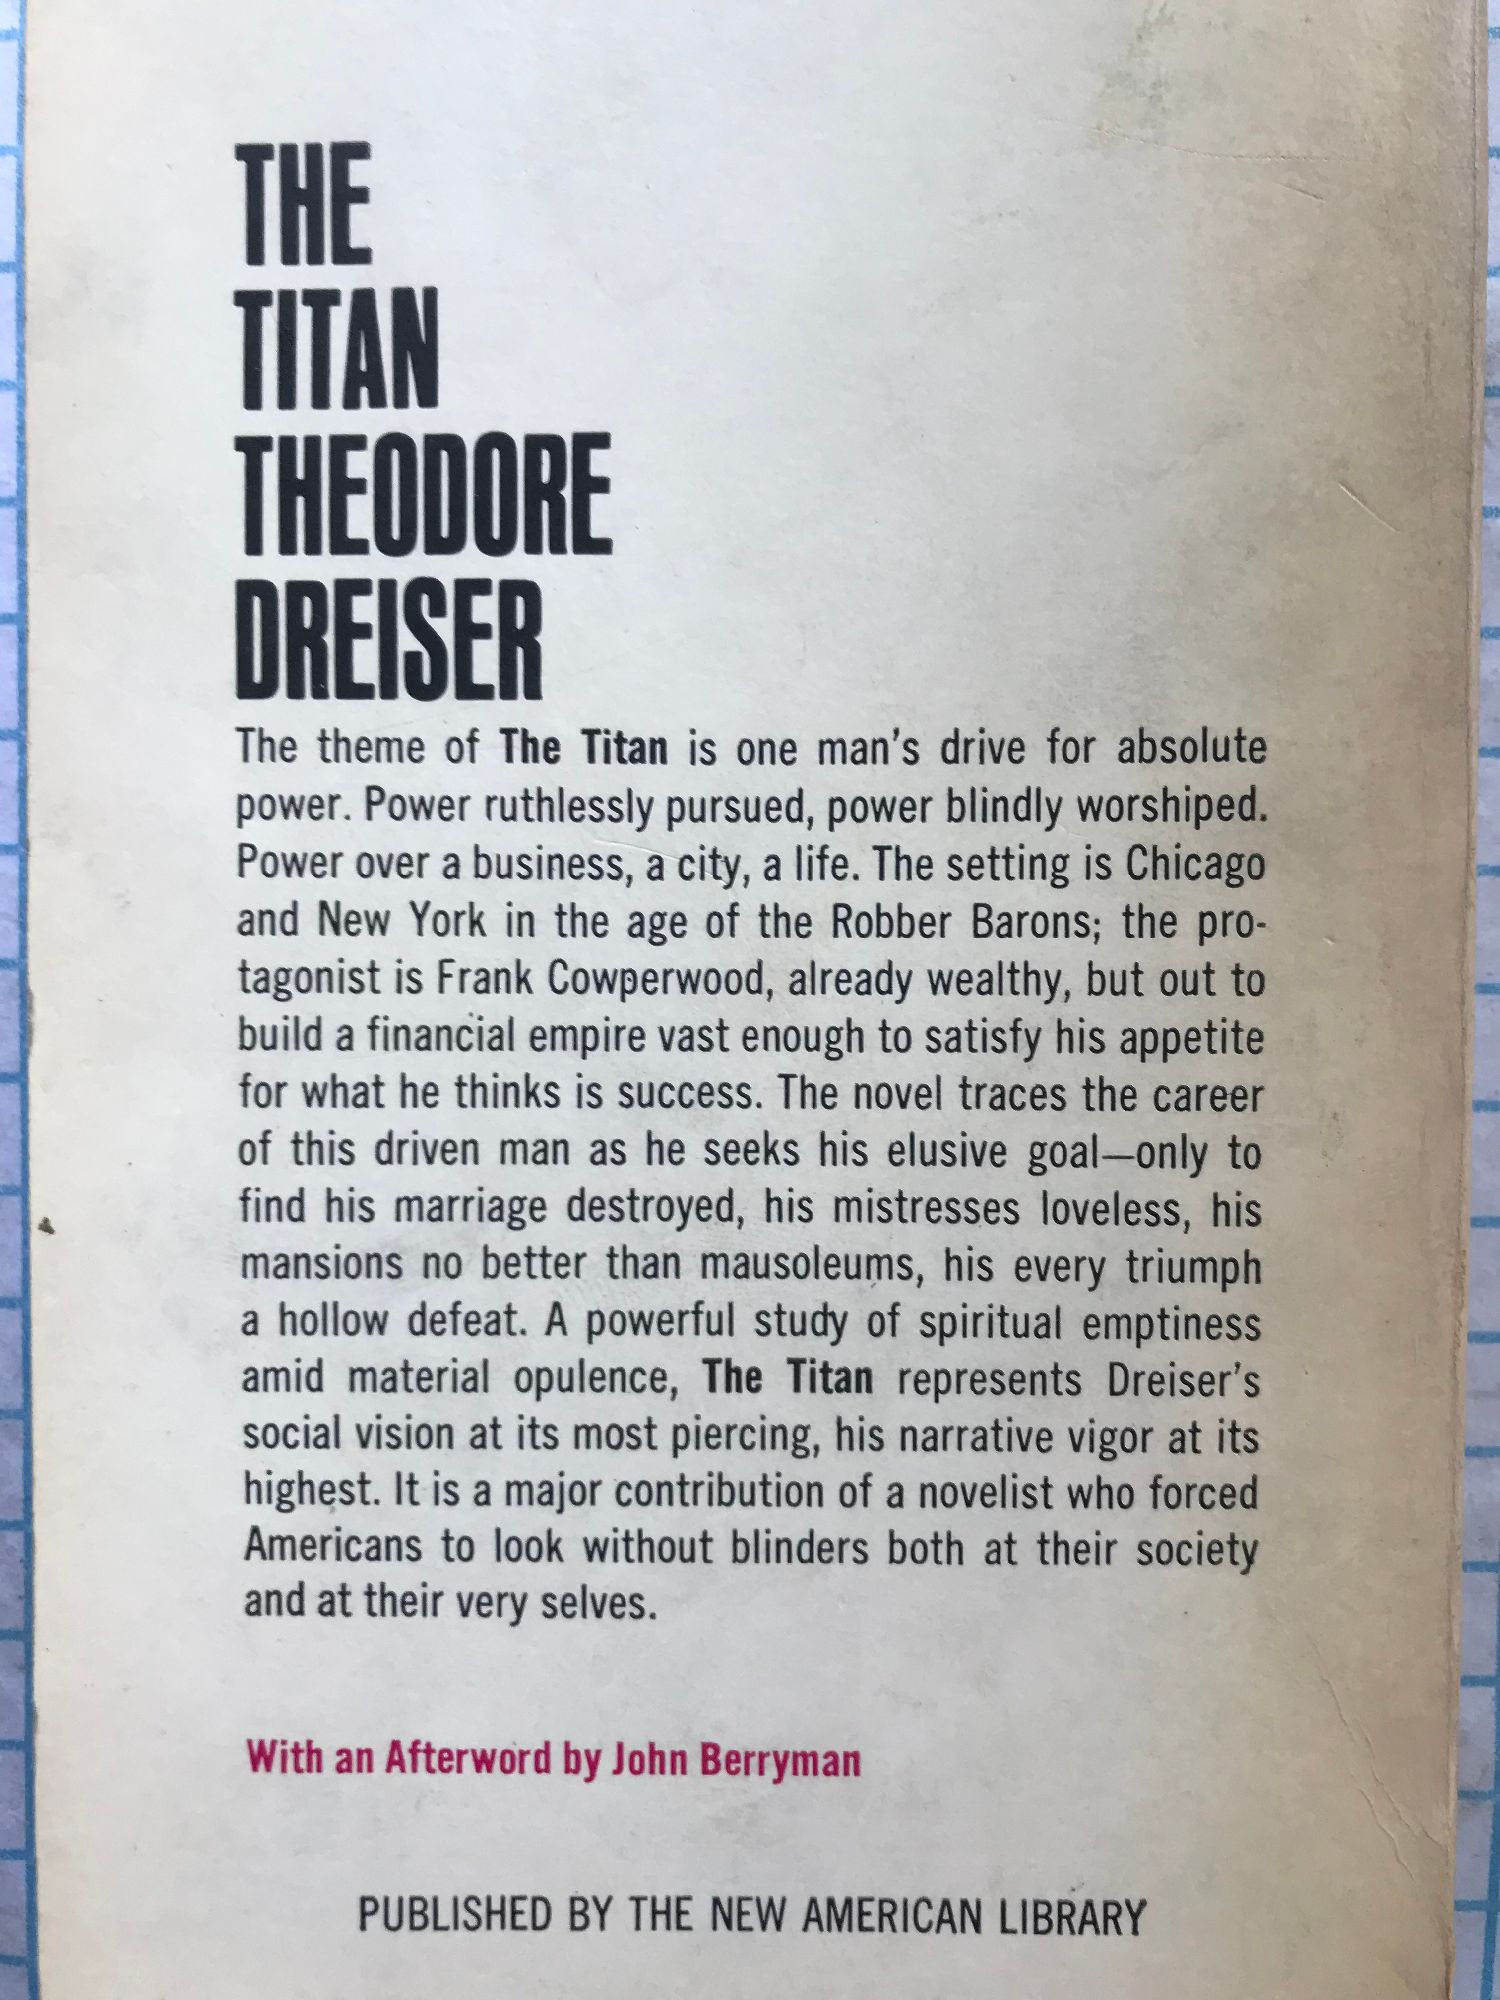 THE
TITAN
THEODORE
DREISER
The theme of The Titan is one man's drive for absolute
power. Power ruthlessly pursued, power blindly worshiped.
Power over a business, a city, a life. The setting is Chicago
and New York in the age of the Robber Barons; the pro-
tagonist is Frank Cowperwood, already wealthy, but out to
build a financial empire vast enough to satisfy his appetite
for what he thinks is success. The novel traces the career
of this driven man as he seeks his elusive goal—only to
find his marriage destroyed, his mistresses loveless, his
mansions no better than mausoleums, his every triumph
a hollow defeat. A powerful study of spiritual emptiness
amid material opulence, The Titan represents Dreiser's
social vision at its most piercing, his narrative vigor at its
highest. It is a major contribution of a novelist who forced
Americans to look without blinders both at their society
and at their very selves.
With an Afterword by John Berryman
PUBLISHED BY THE NEW AMERICAN LIBRARY